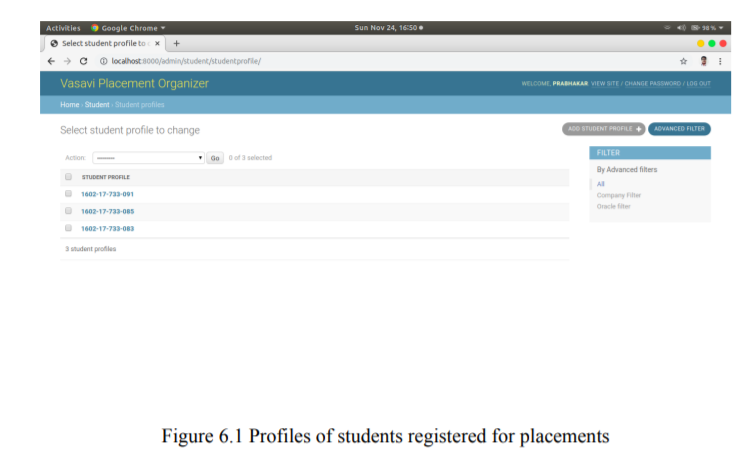 Activities Google Chrome ▾ Sun Nov 24, 16:50 98 %
Select student profile to c × +
localhost:8000/admin/student/studentprofile/
Vasavi Placement Organizer WELCOME, PRABHAKAR. VIEW SITE / CHANGE PASSWORD / LOG OUT
Home › Student › Student profiles
Select student profile to change ADD STUDENT PROFILE + ADVANCED FILTER
Action: --------- Go 0 of 3 selected FILTER
By Advanced filters
STUDENT PROFILE
All
1602-17-733-091 Company Filter
Oracle filter
1602-17-733-085
1602-17-733-083
3 student profiles
Figure 6.1 Profiles of students registered for placements